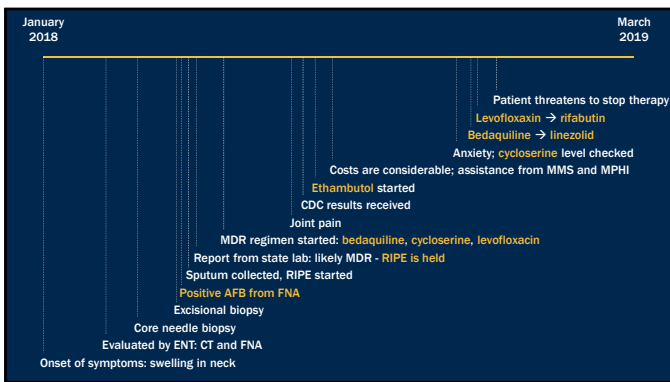 January
2018
March
2019
Patient threatens to stop therapy
Levofloxaxin → rifabutin
Bedaquiline → linezolid
Anxiety; cycloserine level checked
Costs are considerable; assistance from MMS and MPHI
Ethambutol started
CDC results received
Joint pain
MDR regimen started: bedaquiline, cycloserine, levofloxacin
Report from state lab: likely MDR - RIPE is held
Sputum collected, RIPE started
Positive AFB from FNA
Excisional biopsy
Core needle biopsy
Evaluated by ENT: CT and FNA
Onset of symptoms: swelling in neck